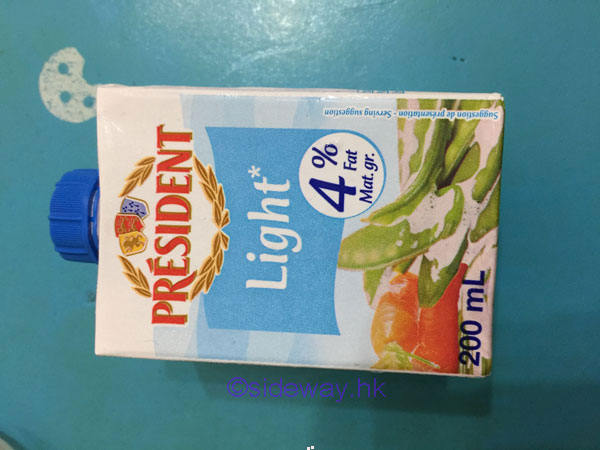 PRÉSIDENT
Light*
4%
Fat
Mat. gr.
Suggestion de présentation - Serving suggestion
200 mL
©sideway.hk